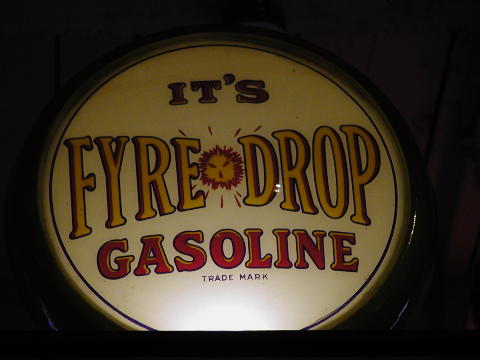 IT'S
FYRE DROP
GASOLINE
TRADE MARK